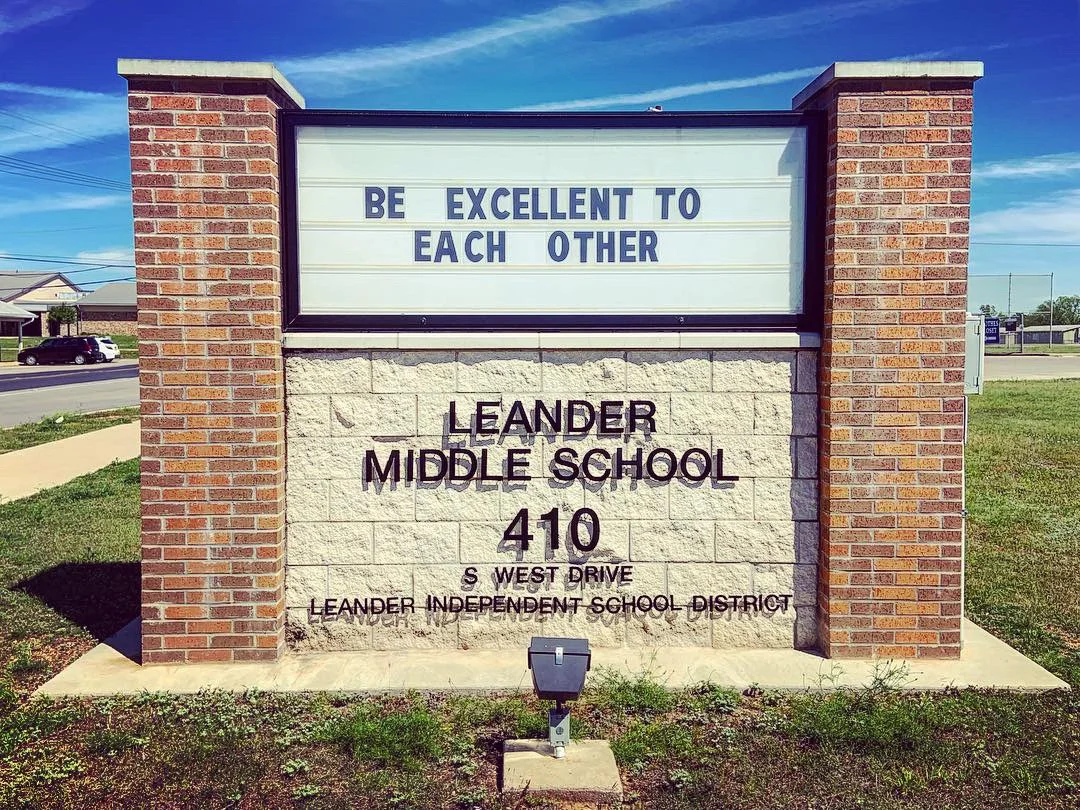 BE EXCELLENT TO
EACH OTHER
LEANDER
MIDDLE SCHOOL
410
S WEST DRIVE
LEANDER INDEPENDENT SCHOOL DISTRICT